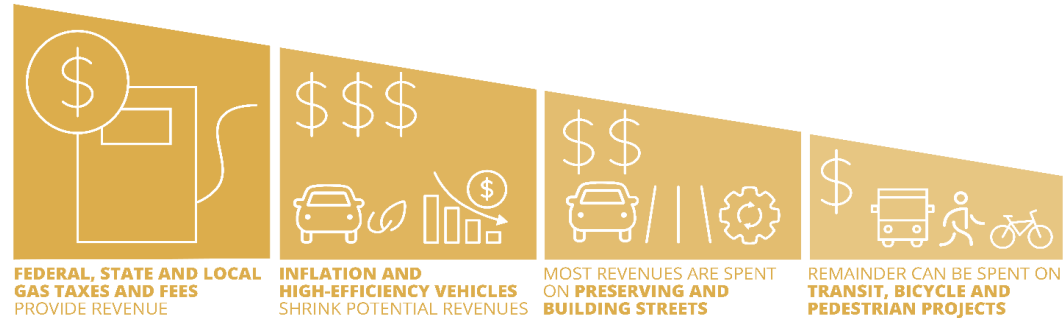 $
$ $ $
$
$ $
$
FEDERAL, STATE AND LOCAL
GAS TAXES AND FEES
PROVIDE REVENUE
INFLATION AND
HIGH-EFFICIENCY VEHICLES
SHRINK POTENTIAL REVENUES
MOST REVENUES ARE SPENT
ON PRESERVING AND
BUILDING STREETS
REMAINDER CAN BE SPENT ON
TRANSIT, BICYCLE AND
PEDESTRIAN PROJECTS